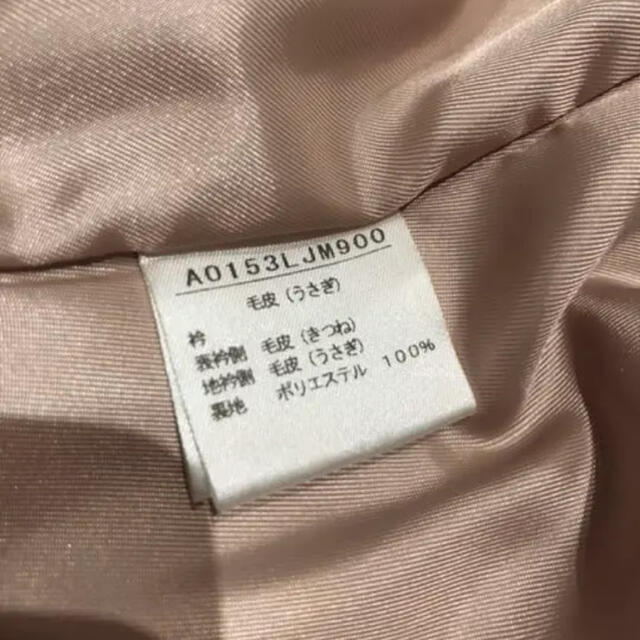 A0153LJM900
毛皮(うさぎ)
衿
表衿側 毛皮(きつね)
地衿側 毛皮(うさぎ)
裏地 ポリエステル 100%